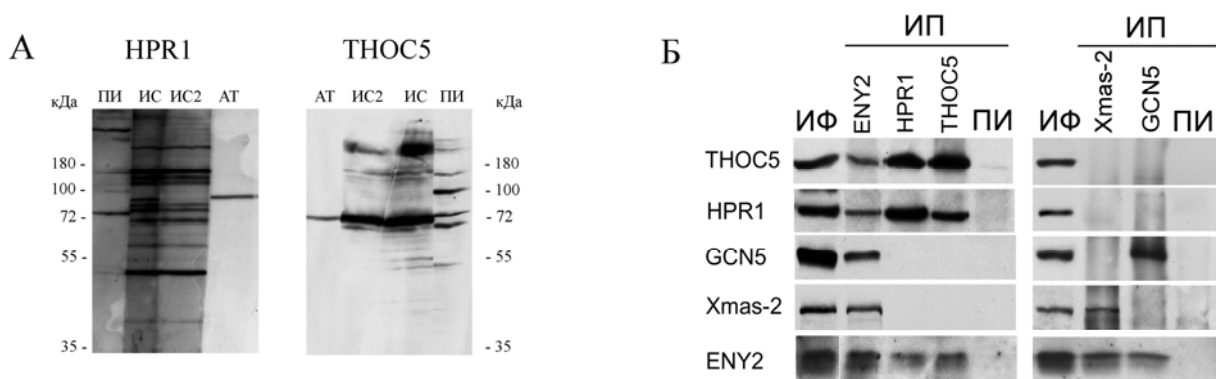 А
HPR1
THOC5
кДа ПИ ИС ИС2 АТ
АТ ИС2 ИС ПИ кДа
180 -
100 -
72 -
55 -
35 -
- 180
- 100
- 72
- 55
- 35
Б
ИП
ИП
ИФ ENY2 HPR1 THOC5 ПИ
ИФ Xmas-2 GCN5 ПИ
THOC5
HPR1
GCN5
Xmas-2
ENY2